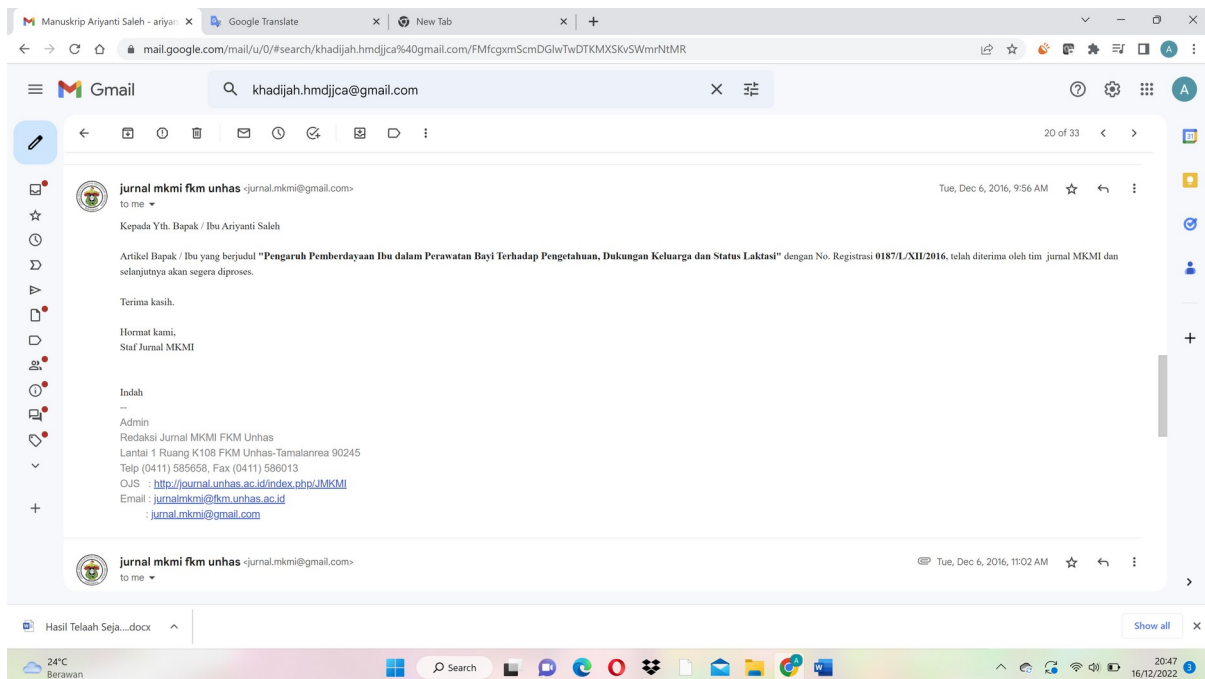 Manuskrip Ariyanti Saleh - ariyan
Google Translate
New Tab
mail.google.com/mail/u/0/#search/khadijah.hmdjjca%40gmail.com/FMfcgxmScmDGlwTwDTKMXSKvSWmrNtMR
A
Gmail
khadijah.hmdjjca@gmail.com
A
20 of 33
31
jurnal mkmi fkm unhas <jurnal.mkmi@gmail.com>
Tue, Dec 6, 2016, 9:56 AM
to me
Kepada Yth. Bapak / Ibu Ariyanti Saleh
Artikel Bapak / Ibu yang berjudul "Pengaruh Pemberdayaan Ibu dalam Perawatan Bayi Terhadap Pengetahuan, Dukungan Keluarga dan Status Laktasi" dengan No. Registrasi 0187/L/XII/2016, telah diterima oleh tim jurnal MKMI dan
selanjutnya akan segera diproses.
Terima kasih.
Hormat kami,
Staf Jurnal MKMI
Indah
--
Admin
Redaksi Jurnal MKMI FKM Unhas
Lantai 1 Ruang K108 FKM Unhas-Tamalanrea 90245
Telp (0411) 585658, Fax (0411) 586013
OJS : http://journal.unhas.ac.id/index.php/JMKMI
Email : jurnalmkmi@fkm.unhas.ac.id
: jurnal.mkmi@gmail.com
jurnal mkmi fkm unhas <jurnal.mkmi@gmail.com>
Tue, Dec 6, 2016, 11:02 AM
to me
Hasil Telaah Seja....docx
Show all
24°C
Berawan
Search
20:47
16/12/2022
3